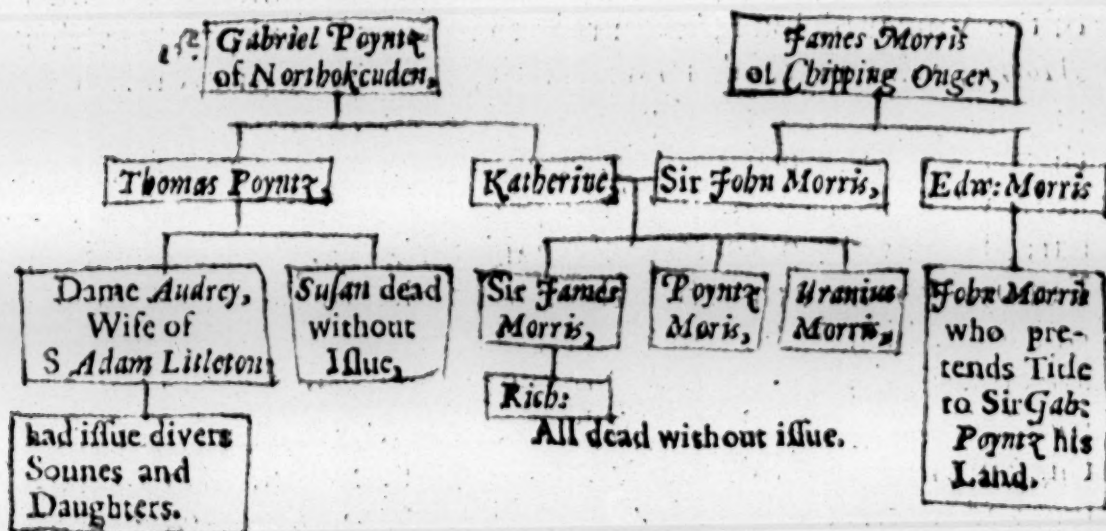 Gabriel Poyntz
of Northokcuden,
James Morris
of Chipping Onger,
Thomas Poyntz,
Katherine,
Sir John Morris,
Edw: Morris
Dame Audrey,
Wife of
S Adam Litleton
Susan dead
without
Issue,
Sir James
Morris,
Poyntz
Moris,
Uranius
Morris,
John Morris
who pre-
tends Title
to Sir Gab:
Poyntz his
Land.
had issue divers
Sounes and
Daughters.
Rich:
All dead without issue.